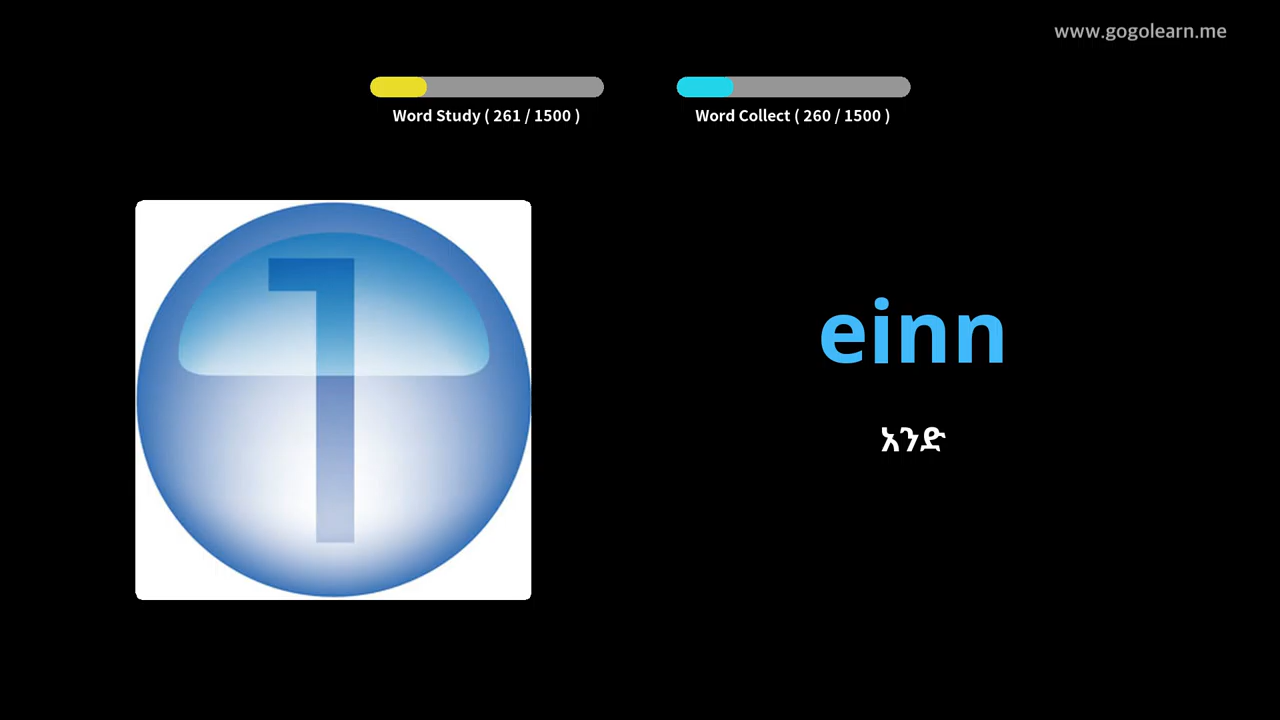 www.gogolearn.me
Word Study ( 261 / 1500 )
Word Collect ( 260 / 1500 )
1
einn
አንድ